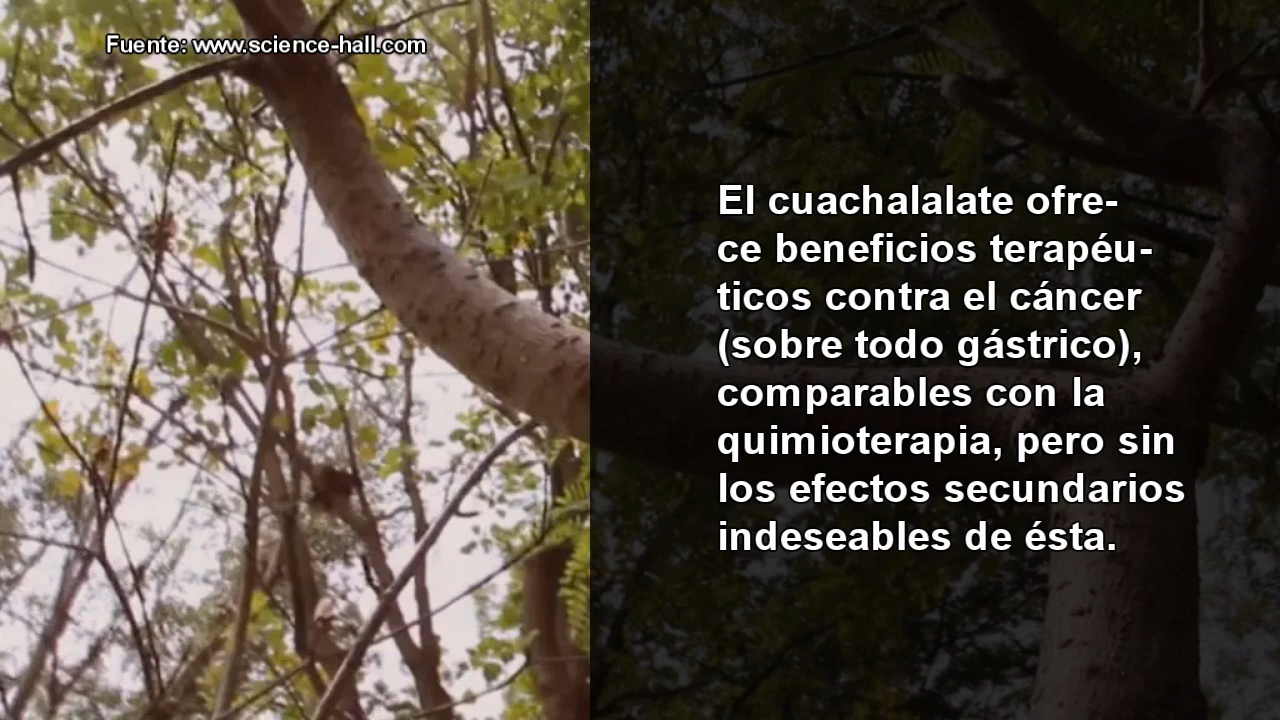 Fuente: www.science-hall.com
El cuachalalate ofre-
ce beneficios terapéu-
ticos contra el cáncer
(sobre todo gástrico),
comparables con la
quimioterapia, pero sin
los efectos secundarios
indeseables de ésta.